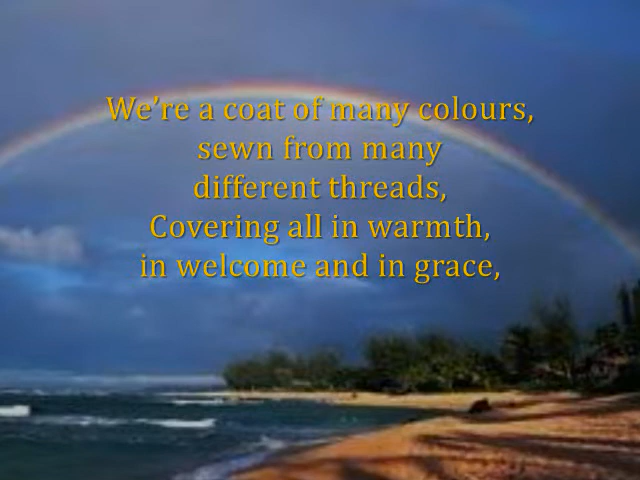 We’re a coat of many colours,
sewn from many
different threads,
Covering all in warmth,
in welcome and in grace,